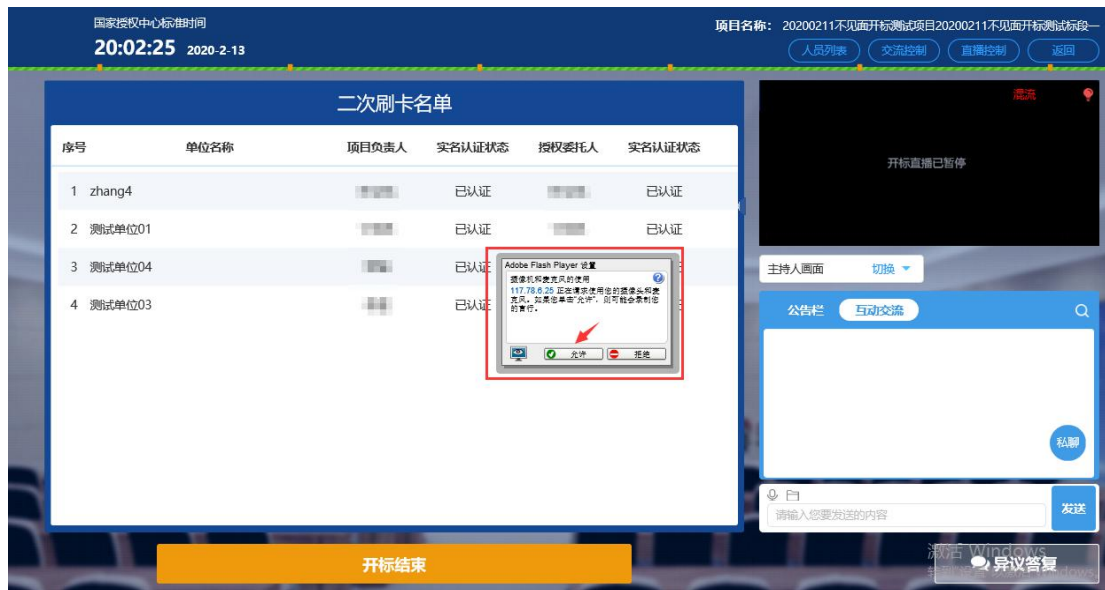 国家授权中心标准时间
20:02:25 2020-2-13
项目名称: 20200211不见面开标测试项目20200211不见面开标测试标段一
人员列表 交流控制 直播控制 返回
二次刷卡名单
序号 单位名称 项目负责人 实名认证状态 授权委托人 实名认证状态
1 zhang4 已认证 已认证
2 测试单位01 已认证 已认证
3 测试单位04 已认证
4 测试单位03 已认证
Adobe Flash Player 设置
摄像机和麦克风的使用
117.78.6.25 正在请求使用您的摄像头和麦
克风。如果您单击“允许”，则可能会录制您
的言行。
允许 拒绝
混流
开标直播已暂停
主持人画面 切换
公告栏 互动交流
私聊
请输入您要发送的内容
发送
开标结束
激活 Windows
异议答复